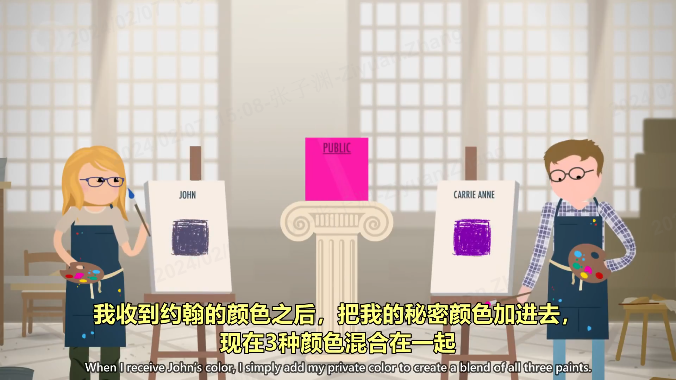 PUBLIC
JOHN
CARRIE ANNE
我收到约翰的颜色之后，把我的秘密颜色加进去，
现在3种颜色混合在一起
When I receive John's color, I simply add my private color to create a blend of all three paints.